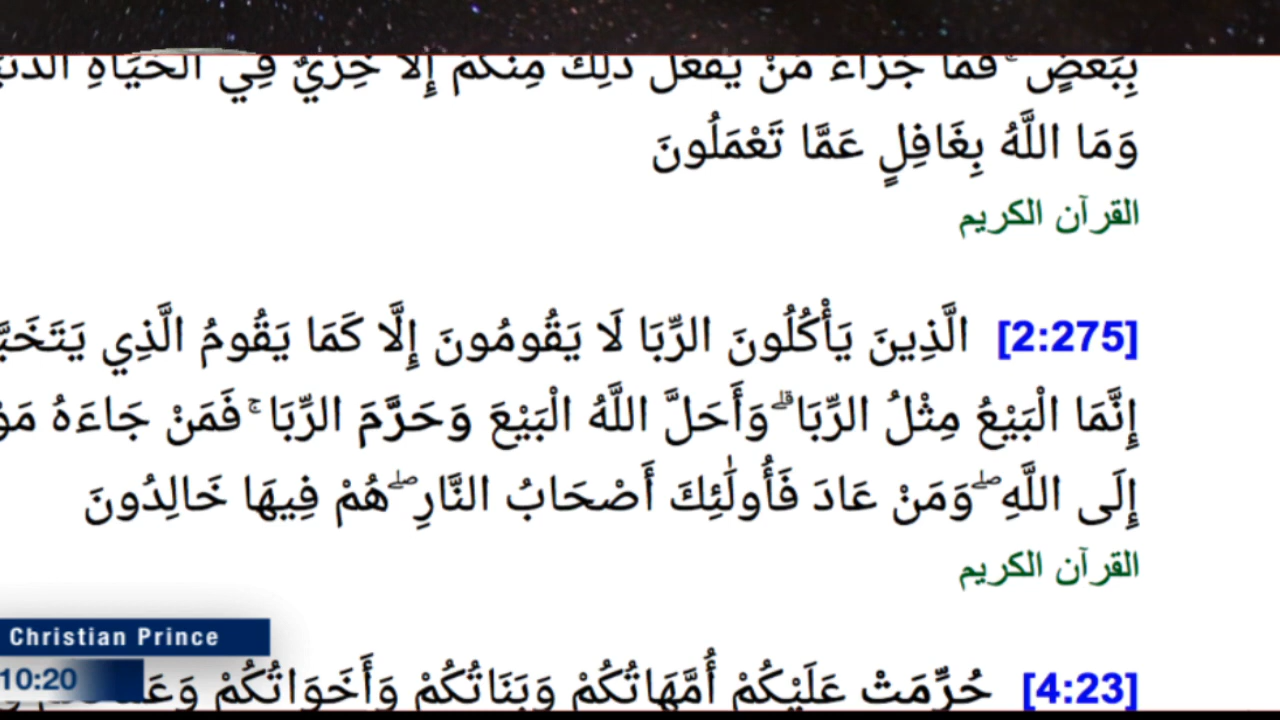 بِبَعْضٍ ۚ فَمَا جَزَاءُ مَنْ يَفْعَلُ ذَٰلِكَ مِنْكُمْ إِلَّا خِزْيٌ فِي الْحَيَاةِ
وَمَا اللَّهُ بِغَافِلٍ عَمَّا تَعْمَلُونَ
القرآن الكريم
[2:275] الَّذِينَ يَأْكُلُونَ الرِّبَا لَا يَقُومُونَ إِلَّا كَمَا يَقُومُ الَّذِي
إِنَّمَا الْبَيْعُ مِثْلُ الرِّبَا ۗ وَأَحَلَّ اللَّهُ الْبَيْعَ وَحَرَّمَ الرِّبَا ۚ فَمَنْ جَاءَهُ
إِلَى اللَّهِ ۖ وَمَنْ عَادَ فَأُولَٰئِكَ أَصْحَابُ النَّارِ ۖ هُمْ فِيهَا خَالِدُونَ
القرآن الكريم
Christian Prince
10:20
[4:23] حُرِّمَتْ عَلَيْكُمْ أُمَّهَاتُكُمْ وَبَنَاتُكُمْ وَأَخَوَاتُكُمْ